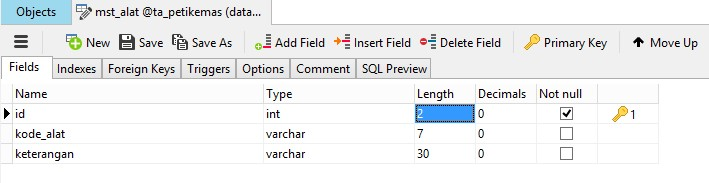 Objects mst_alat @ta_petikemas (data...
New Save Save As Add Field Insert Field Delete Field Primary Key Move Up
Fields Indexes Foreign Keys Triggers Options Comment SQL Preview
Name Type Length Decimals Not null
id int 2 0 1
kode_alat varchar 7 0
keterangan varchar 30 0